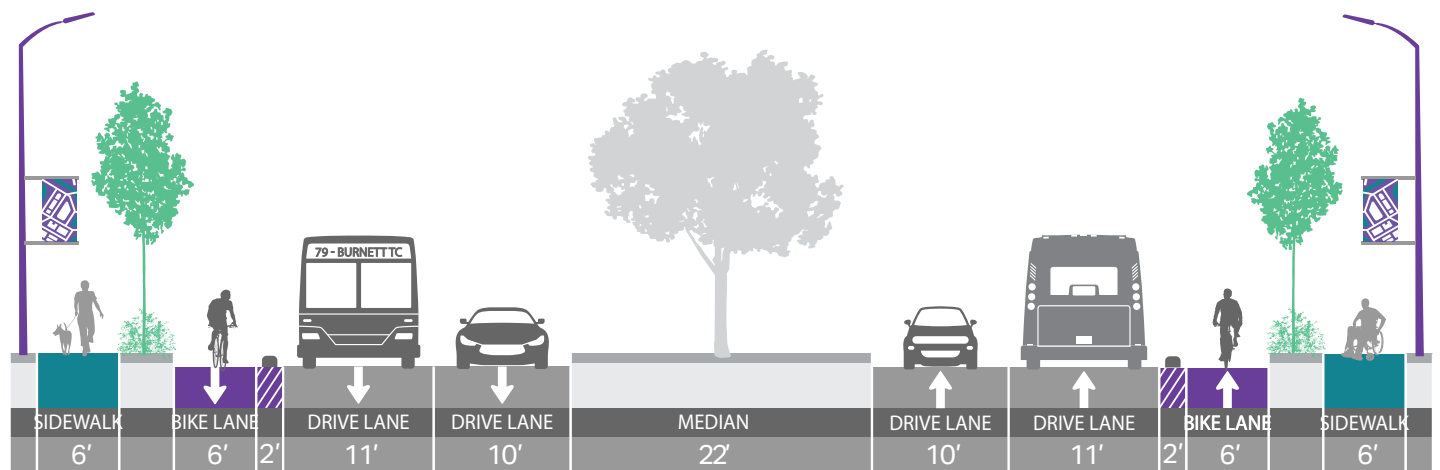 79 - BURNETT TC
SIDEWALK BIKE LANE DRIVE LANE DRIVE LANE MEDIAN DRIVE LANE DRIVE LANE BIKE LANE SIDEWALK
6' 6' 2' 11' 10' 22' 10' 11' 2' 6' 6'